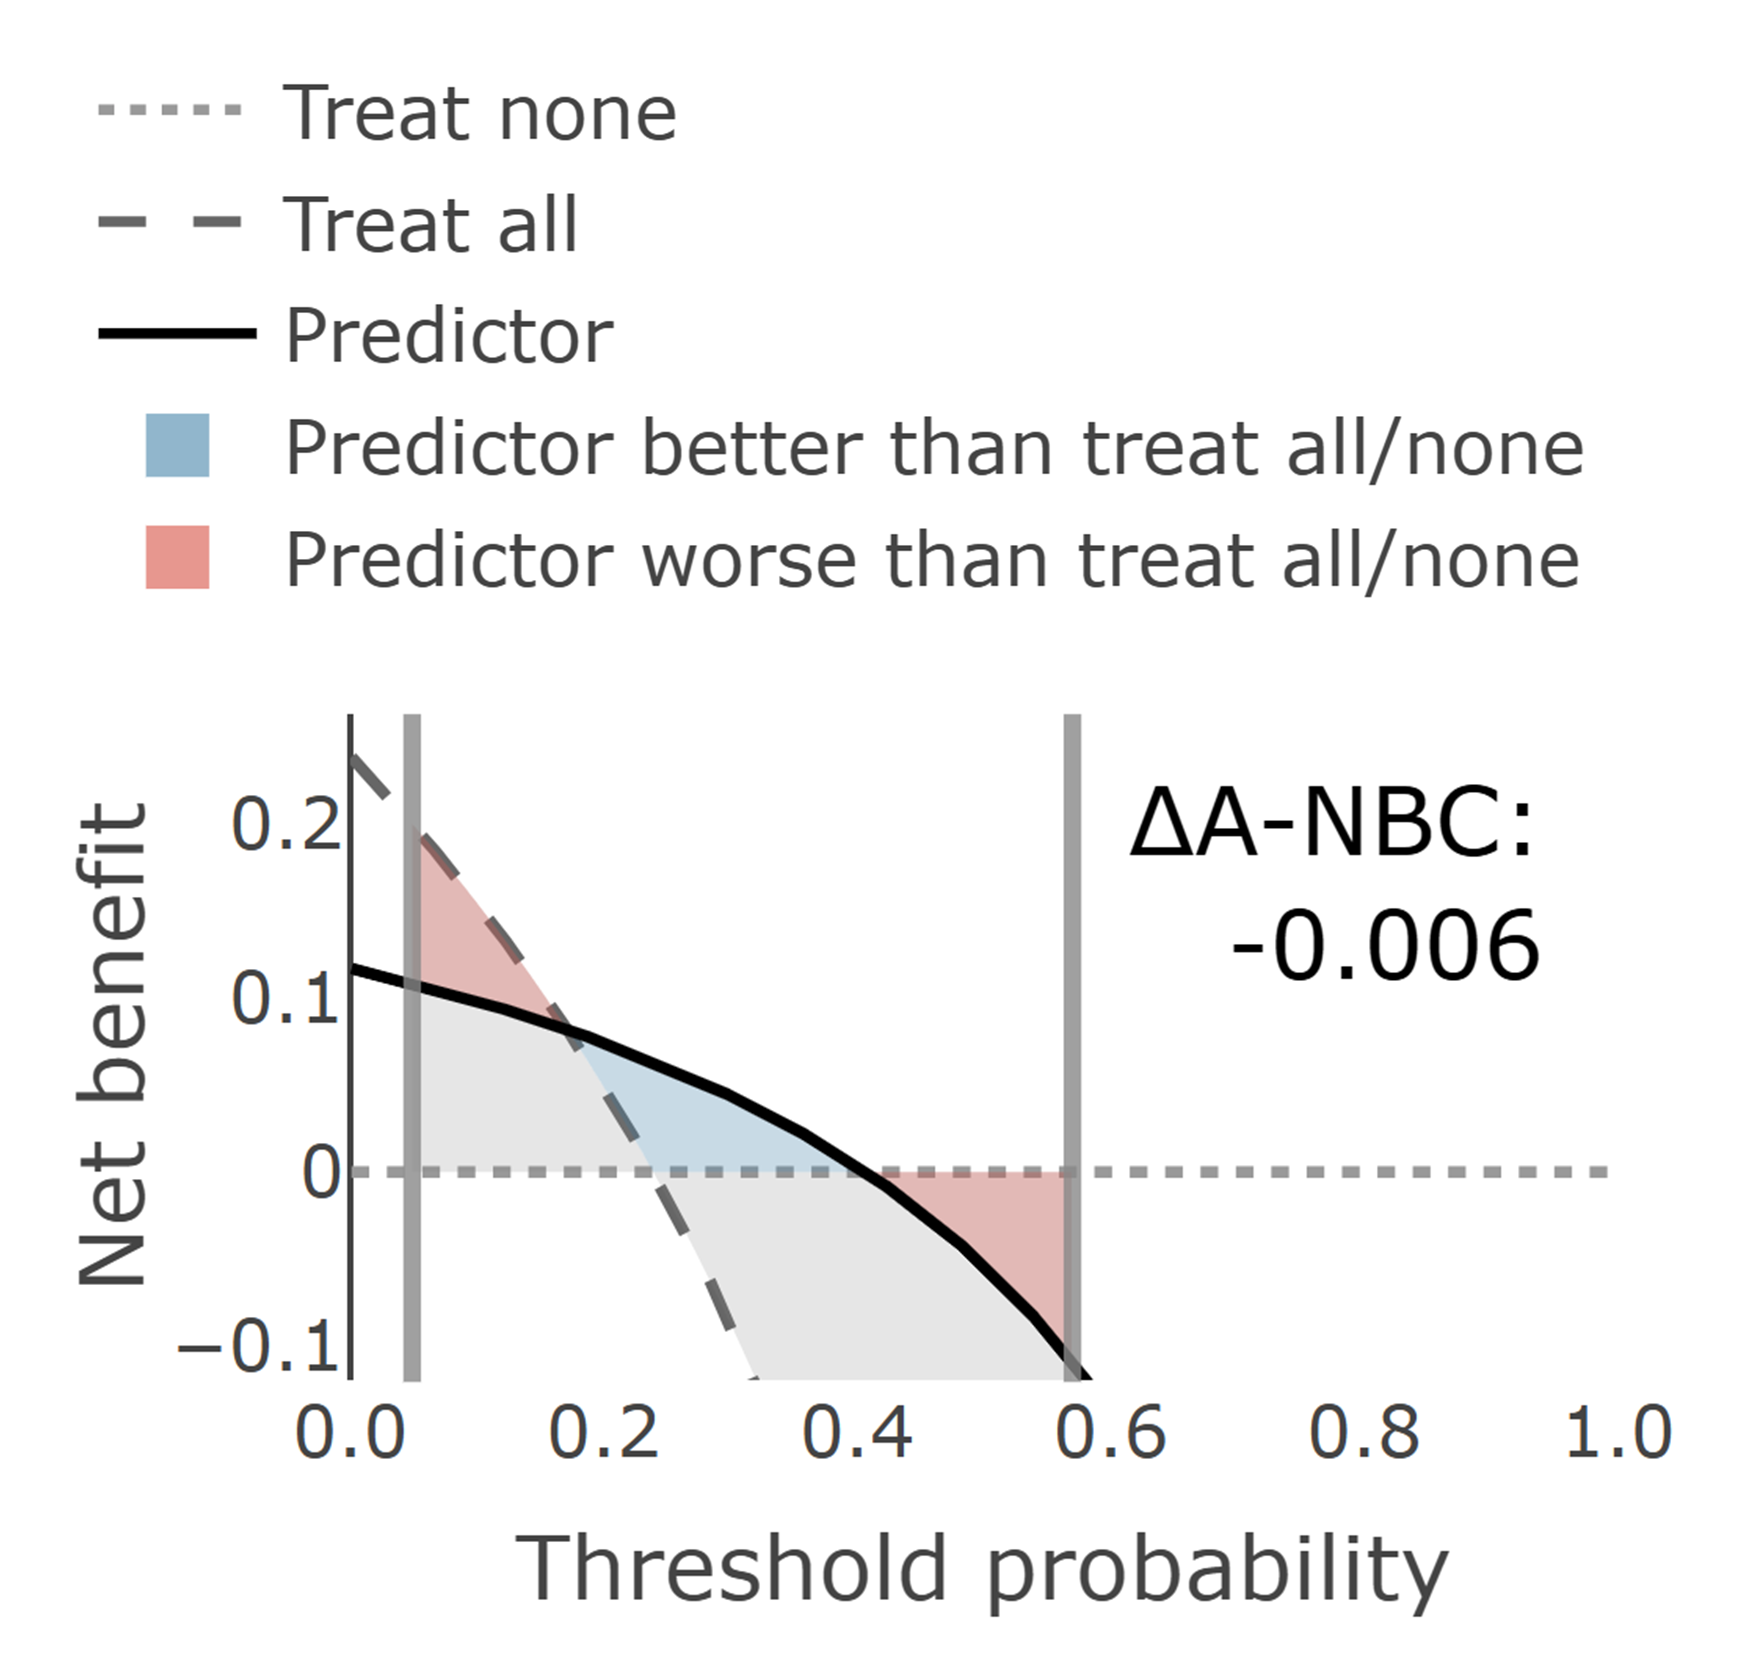 Treat none
Treat all
Predictor
Predictor better than treat all/none
Predictor worse than treat all/none
ΔA-NBC:
-0.006
Net benefit
0.2
0.1
0
−0.1
0.0 0.2 0.4 0.6 0.8 1.0
Threshold probability